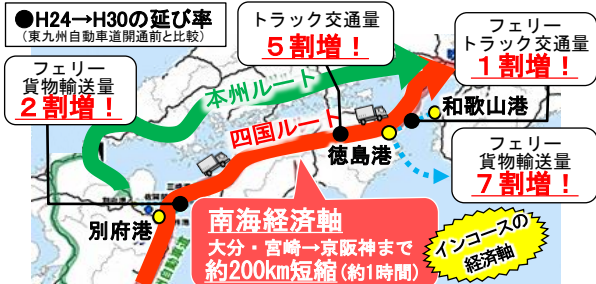 ●H24→H30の延び率
(東九州自動車道開通前と比較)
トラック交通量
5割増！
フェリー
トラック交通量
1割増！
フェリー
貨物輸送量
2割増！
本州ルート
四国ルート
和歌山港
徳島港
フェリー
貨物輸送量
7割増！
別府港
南海経済軸
大分・宮崎→京阪神まで
約200km短縮(約1時間)
インコースの
経済軸